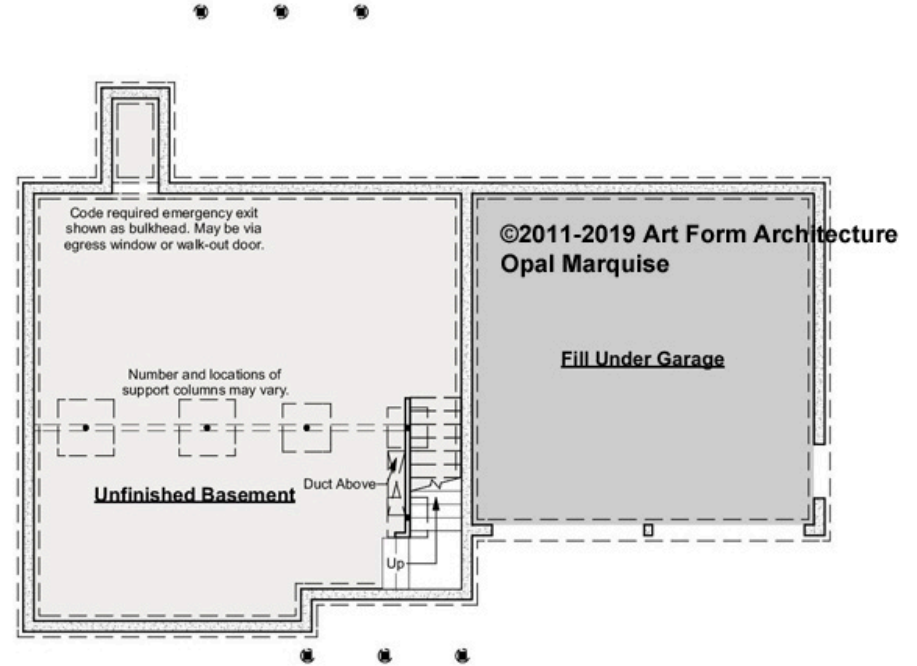 Code required emergency exit
shown as bulkhead. May be via
egress window or walk-out door.
©2011-2019 Art Form Architecture
Opal Marquise
Fill Under Garage
Number and locations of
support columns may vary.
Duct Above
Unfinished Basement
Up